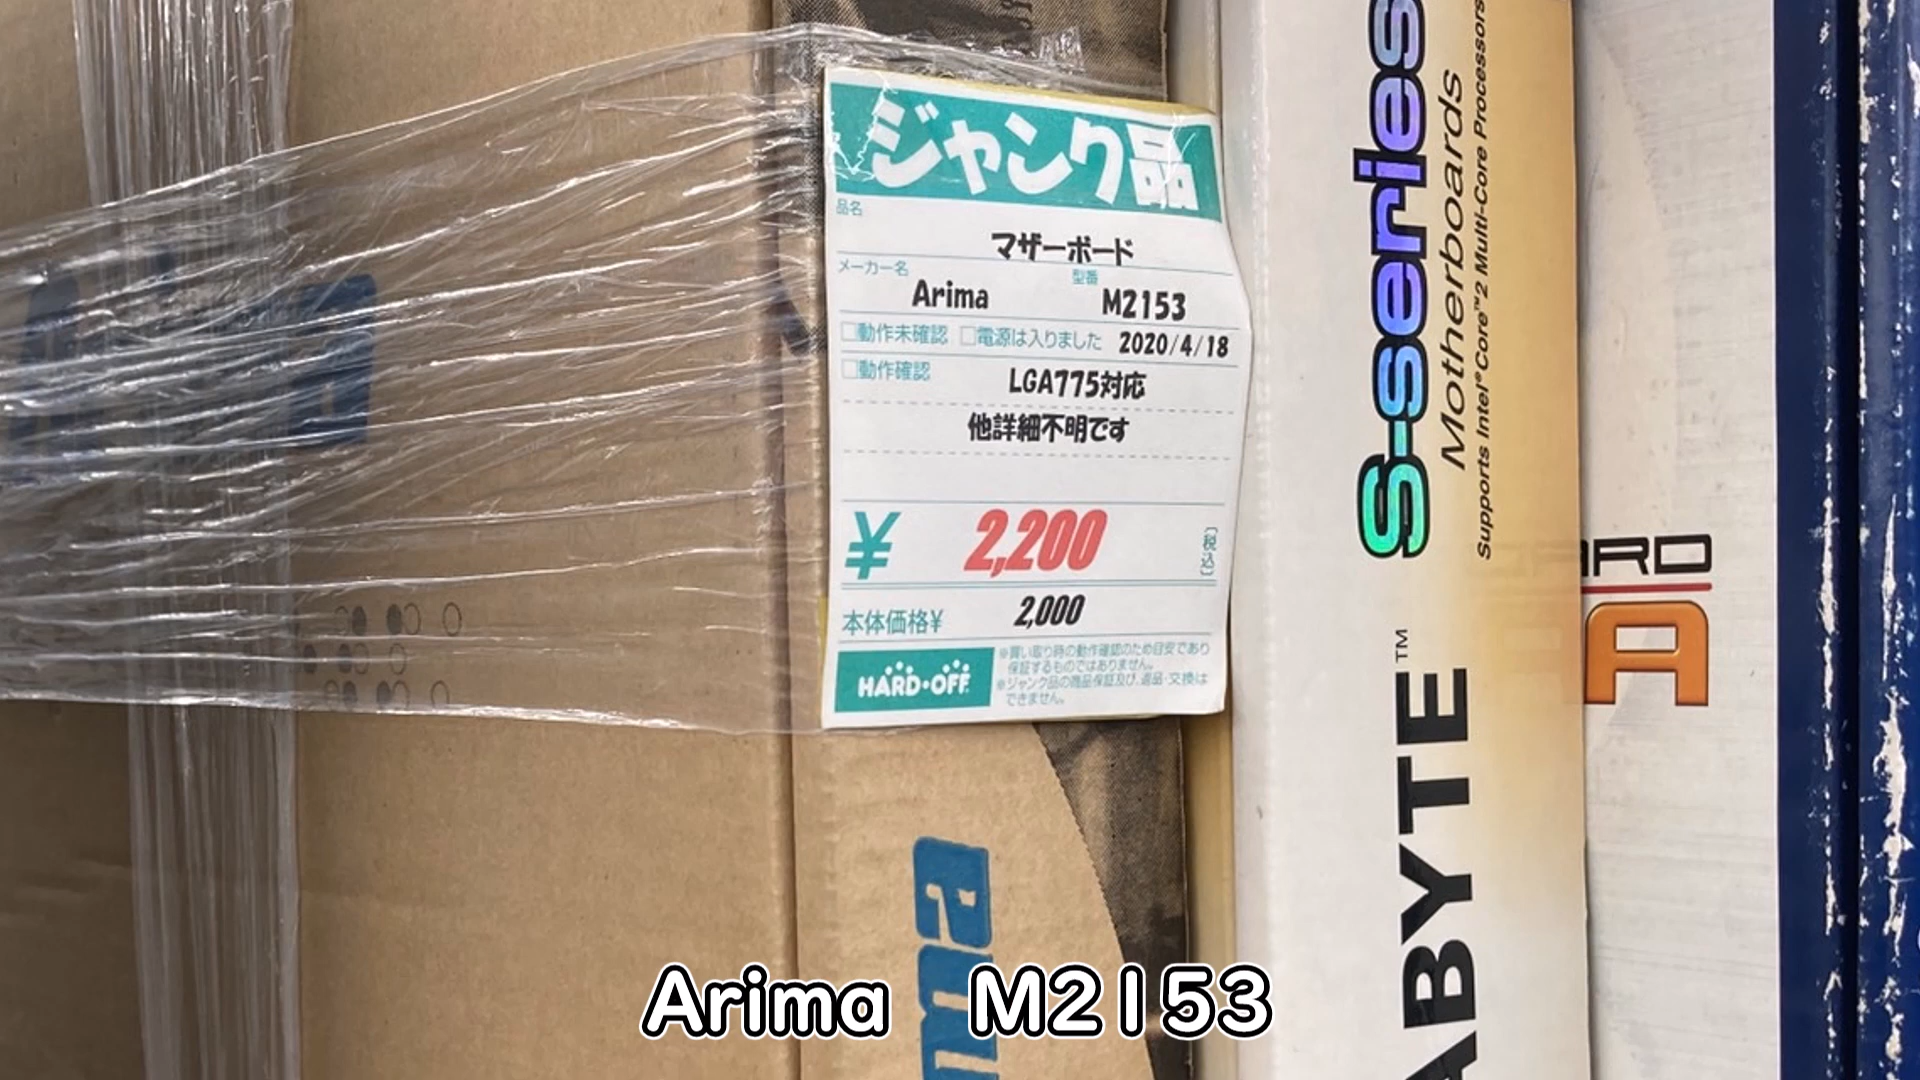 ジャンク品
品名
マザーボード
メーカー名
型番
Arima
M2153
□動作未確認 □電源は入りました 2020/4/18
□動作確認
LGA775対応
他詳細不明です
¥ 2,200 〔税込〕
本体価格¥ 2,000
HARD・OFF
※買い取り時の動作確認のため目安であり
保証するものではありません。
※ジャンク品の商品保証及び、返品・交換は
できません。
S-series
Motherboards
Supports Intel® Core™2 Multi-Core Processors
ABYTE™
ARD
A
ma
Arima M2153